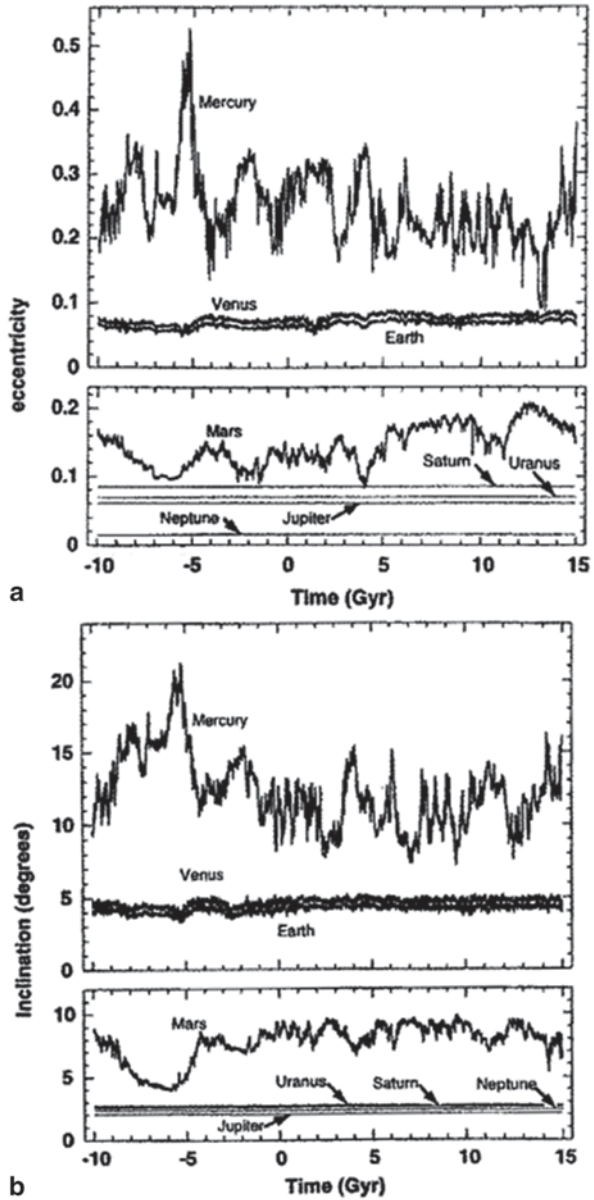 0.5
0.4
Mercury
0.3
0.2
0.1
Venus
Earth
0
eccentricity
0.2
Mars
Saturn
Uranus
0.1
Neptune
Jupiter
0
-10
-5
0
5
10
15
a
Time (Gyr)
20
Mercury
15
10
Venus
5
Earth
0
Inclination (degrees)
10
Mars
5
Uranus
Saturn
Neptune
Jupiter
0
-10
-5
0
5
10
15
b
Time (Gyr)